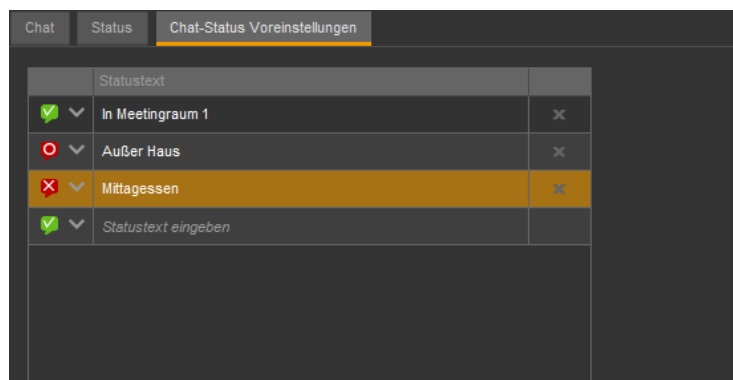 Chat Status Chat-Status Voreinstellungen
Statustext
In Meetingraum 1
Außer Haus
Mittagessen
Statustext eingeben